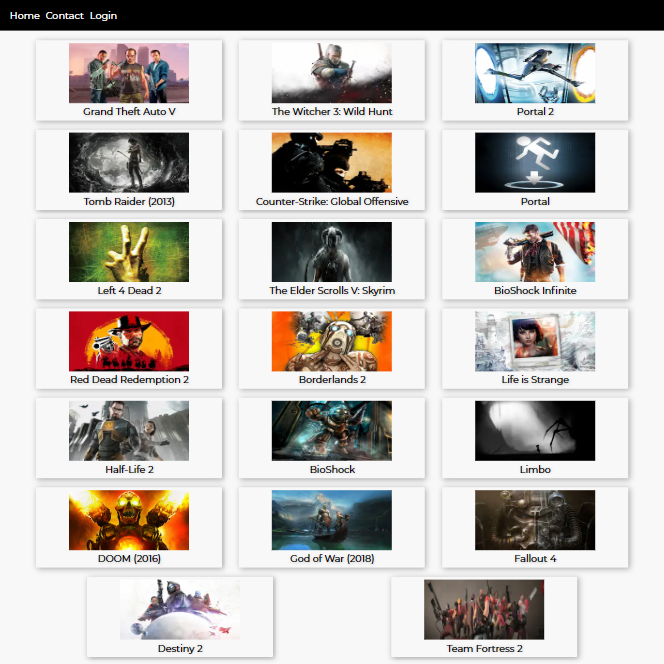 Home Contact Login
Grand Theft Auto V
The Witcher 3: Wild Hunt
Portal 2
Tomb Raider (2013)
Counter-Strike: Global Offensive
Portal
Left 4 Dead 2
The Elder Scrolls V: Skyrim
BioShock Infinite
Red Dead Redemption 2
Borderlands 2
Life is Strange
Half-Life 2
BioShock
Limbo
DOOM (2016)
God of War (2018)
Fallout 4
Destiny 2
Team Fortress 2